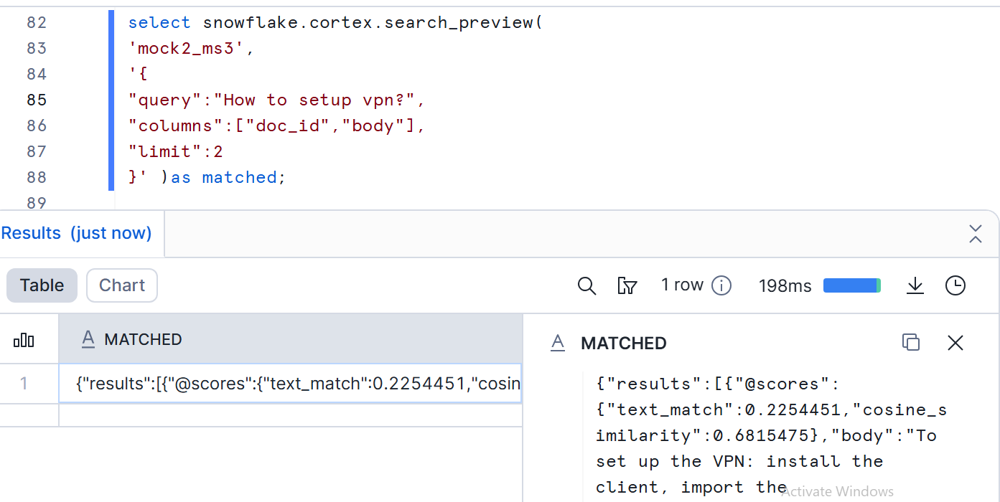 82 select snowflake.cortex.search_preview(
83 'mock2_ms3',
84 '{
85 "query":"How to setup vpn?",
86 "columns":["doc_id","body"],
87 "limit":2
88 }' )as matched;
89
Results (just now)
Table Chart 1 row 198ms
A MATCHED
1 {"results":[{"@scores":{"text_match":0.2254451,"cosin
A MATCHED
{"results":[{"@scores":
{"text_match":0.2254451,"cosine_s
imilarity":0.6815475},"body":"To
set up the VPN: install the
client, import the
Activate Windows